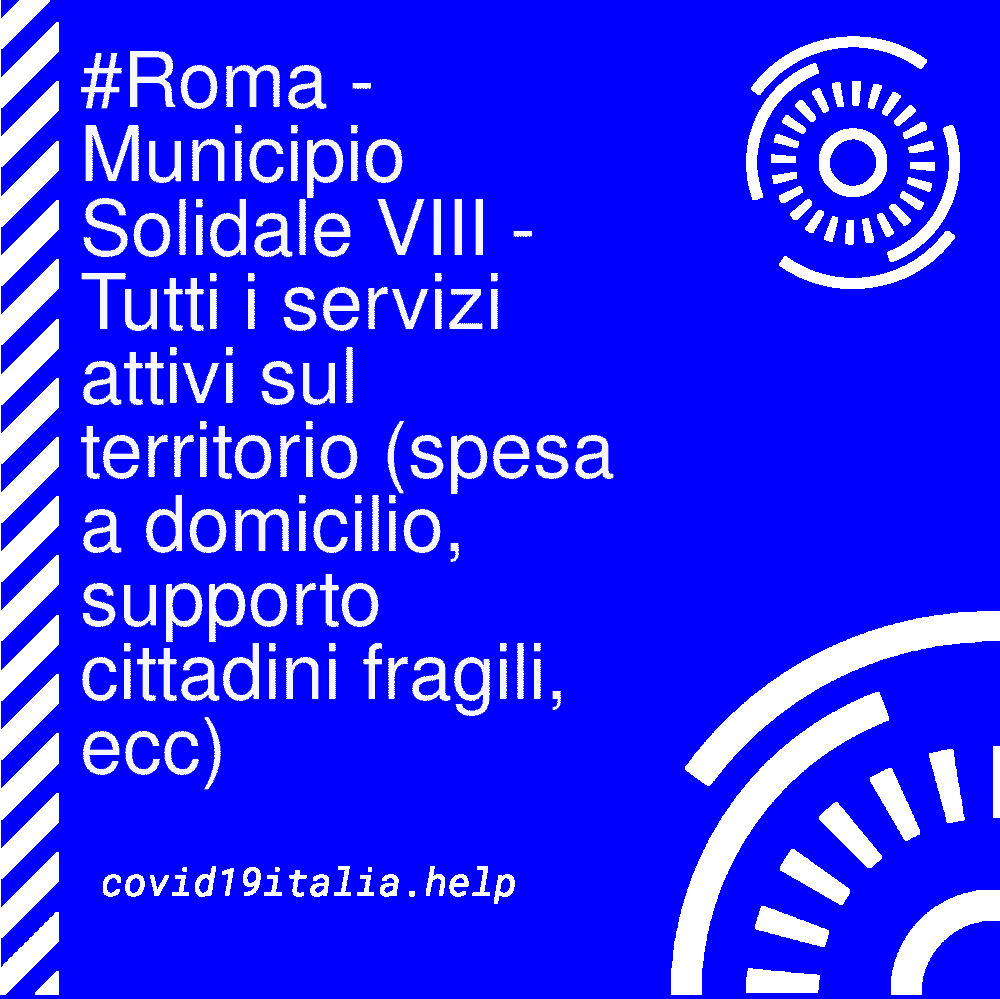 #Roma -
Municipio
Solidale VIII -
Tutti i servizi
attivi sul
territorio (spesa
a domicilio,
supporto
cittadini fragili,
ecc)
covid19italia.help